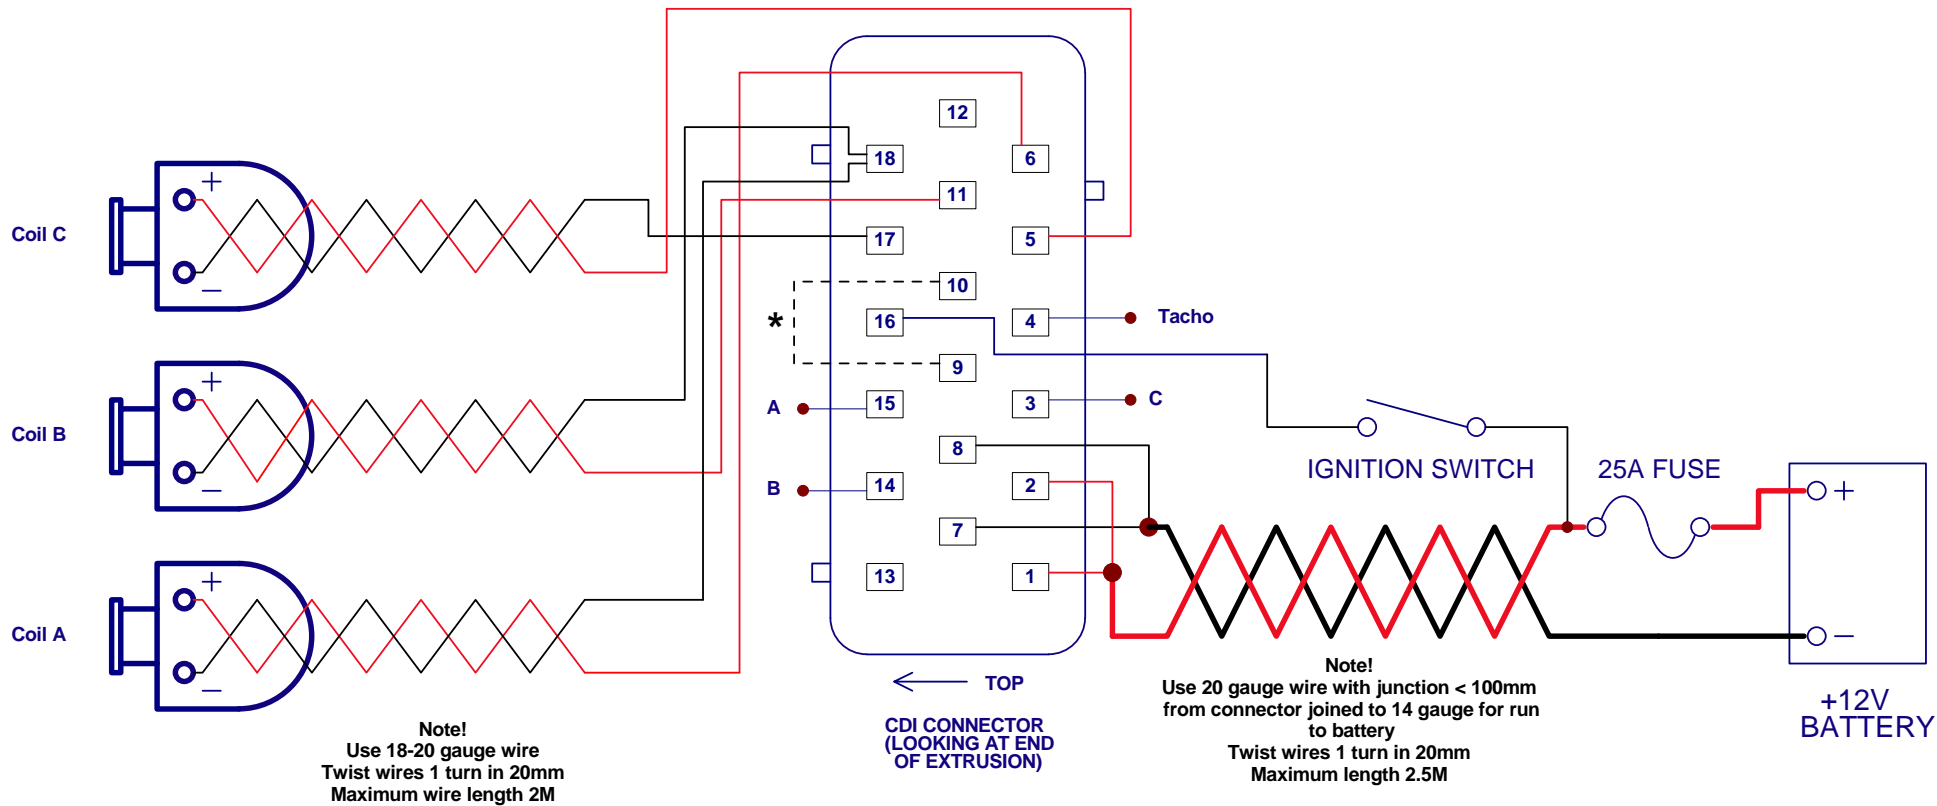 12
18
6
+
11
Coil C
17
5
−
10
*
16
4
Tacho
9
+
A
15
3
C
Coil B
8
IGNITION SWITCH
25A FUSE
−
B
14
2
+
7
+
13
1
Coil A
−
−
TOP
CDI CONNECTOR
(LOOKING AT END
OF EXTRUSION)
Note!
Use 18-20 gauge wire
Twist wires 1 turn in 20mm
Maximum wire length 2M
Note!
Use 20 gauge wire with junction < 100mm
from connector joined to 14 gauge for run
to battery
Twist wires 1 turn in 20mm
Maximum length 2.5M
+12V
BATTERY